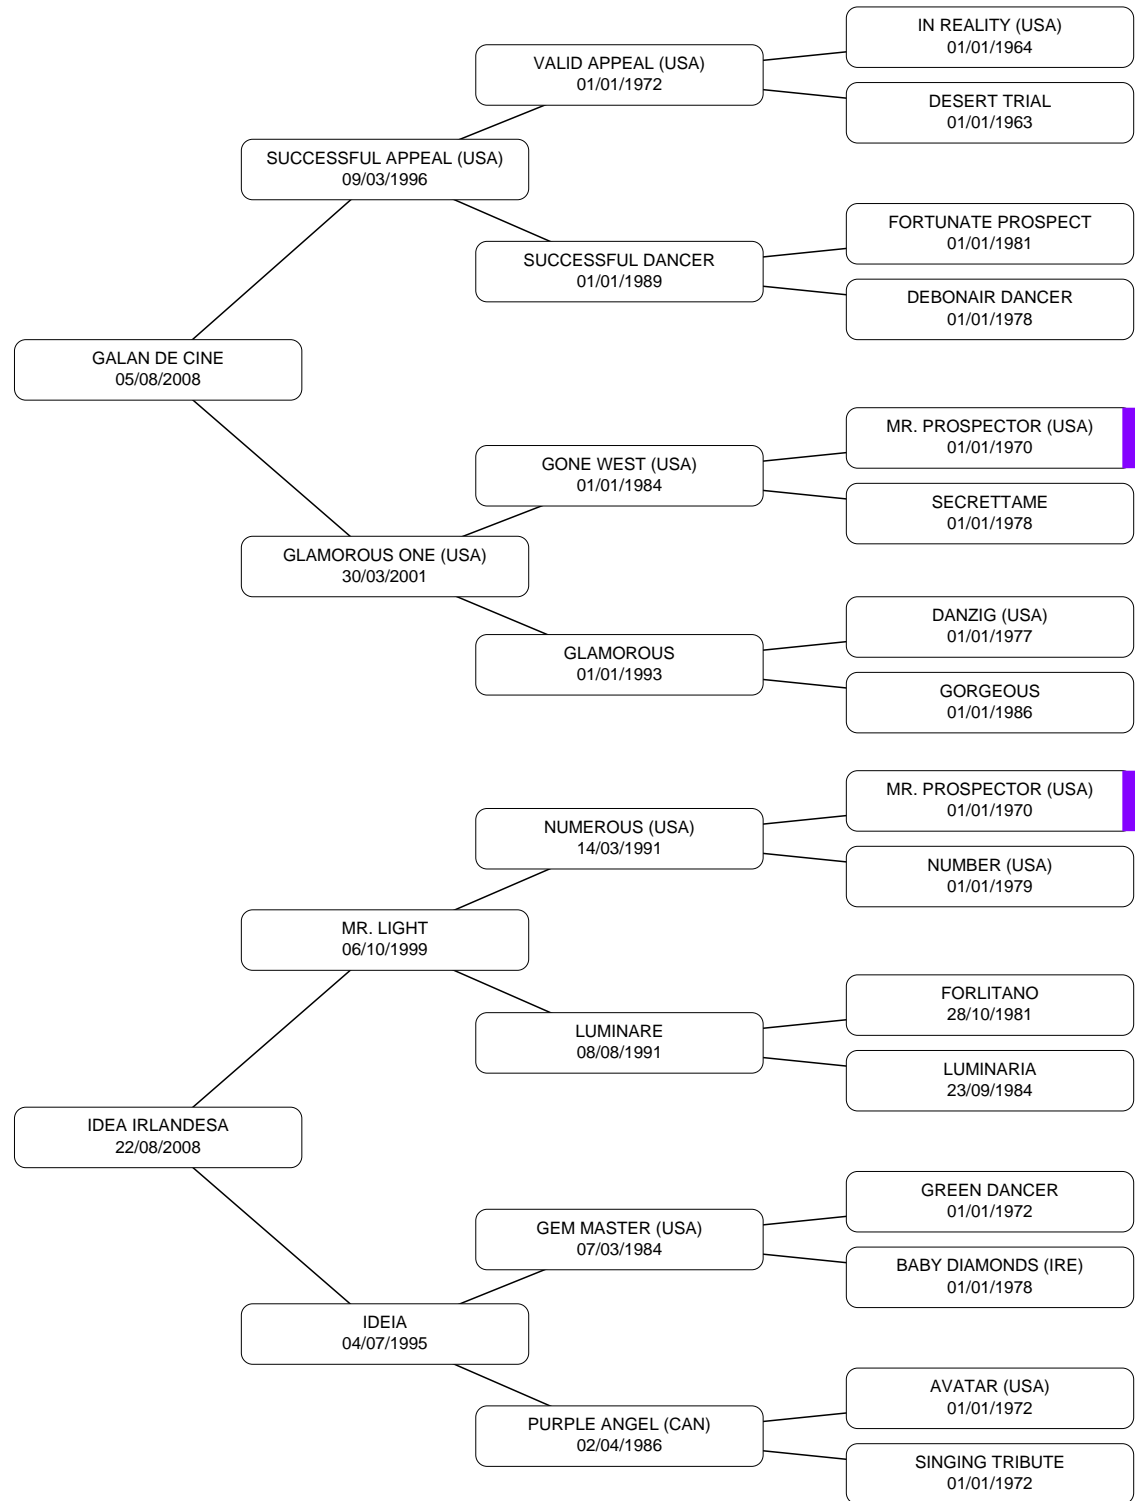 IN REALITY (USA)
01/01/1964
VALID APPEAL (USA)
01/01/1972
DESERT TRIAL
01/01/1963
SUCCESSFUL APPEAL (USA)
09/03/1996
FORTUNATE PROSPECT
01/01/1981
SUCCESSFUL DANCER
01/01/1989
DEBONAIR DANCER
01/01/1978
GALAN DE CINE
05/08/2008
MR. PROSPECTOR (USA)
01/01/1970
GONE WEST (USA)
01/01/1984
SECRETTAME
01/01/1978
GLAMOROUS ONE (USA)
30/03/2001
DANZIG (USA)
01/01/1977
GLAMOROUS
01/01/1993
GORGEOUS
01/01/1986
MR. PROSPECTOR (USA)
01/01/1970
NUMEROUS (USA)
14/03/1991
NUMBER (USA)
01/01/1979
MR. LIGHT
06/10/1999
FORLITANO
28/10/1981
LUMINARE
08/08/1991
LUMINARIA
23/09/1984
IDEA IRLANDESA
22/08/2008
GREEN DANCER
01/01/1972
GEM MASTER (USA)
07/03/1984
BABY DIAMONDS (IRE)
01/01/1978
IDEIA
04/07/1995
AVATAR (USA)
01/01/1972
PURPLE ANGEL (CAN)
02/04/1986
SINGING TRIBUTE
01/01/1972